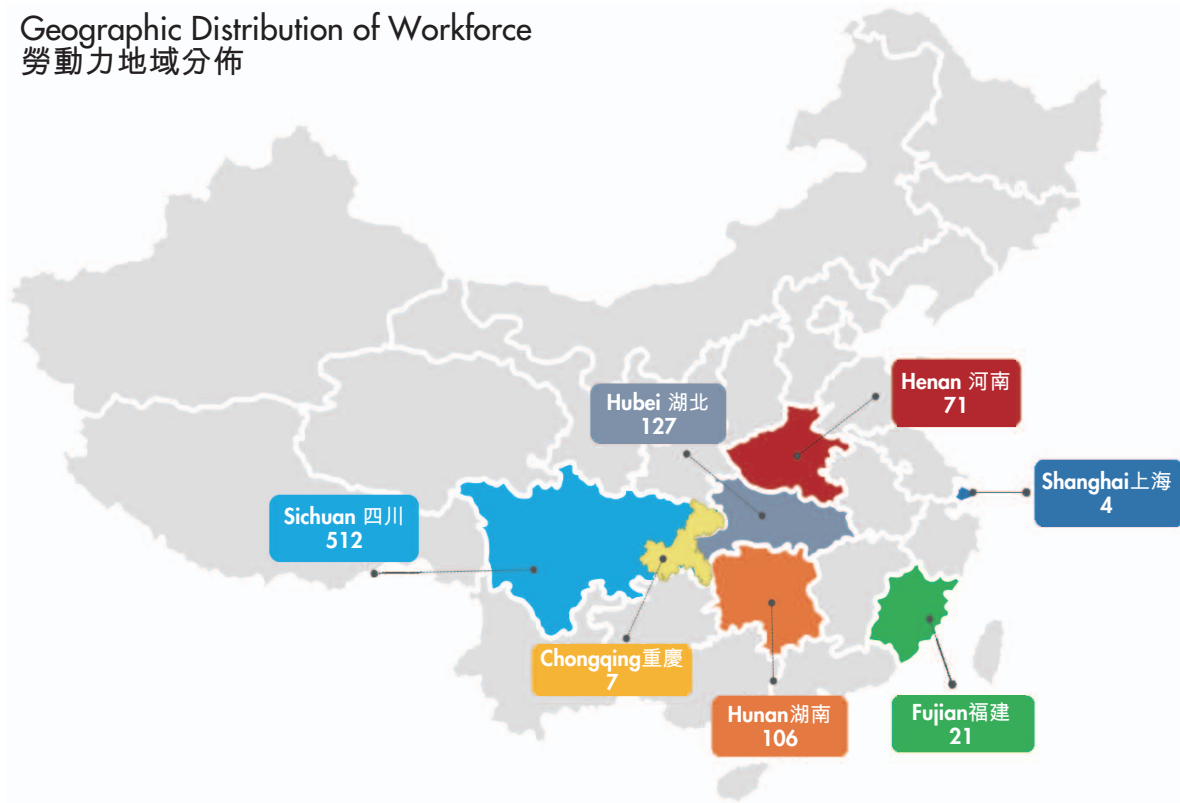 Geographic Distribution of Workforce
勞動力地域分佈
Henan 河南
71
Hubei 湖北
127
Shanghai上海
4
Sichuan 四川
512
Chongqing重慶
7
Hunan湖南
106
Fujian福建
21